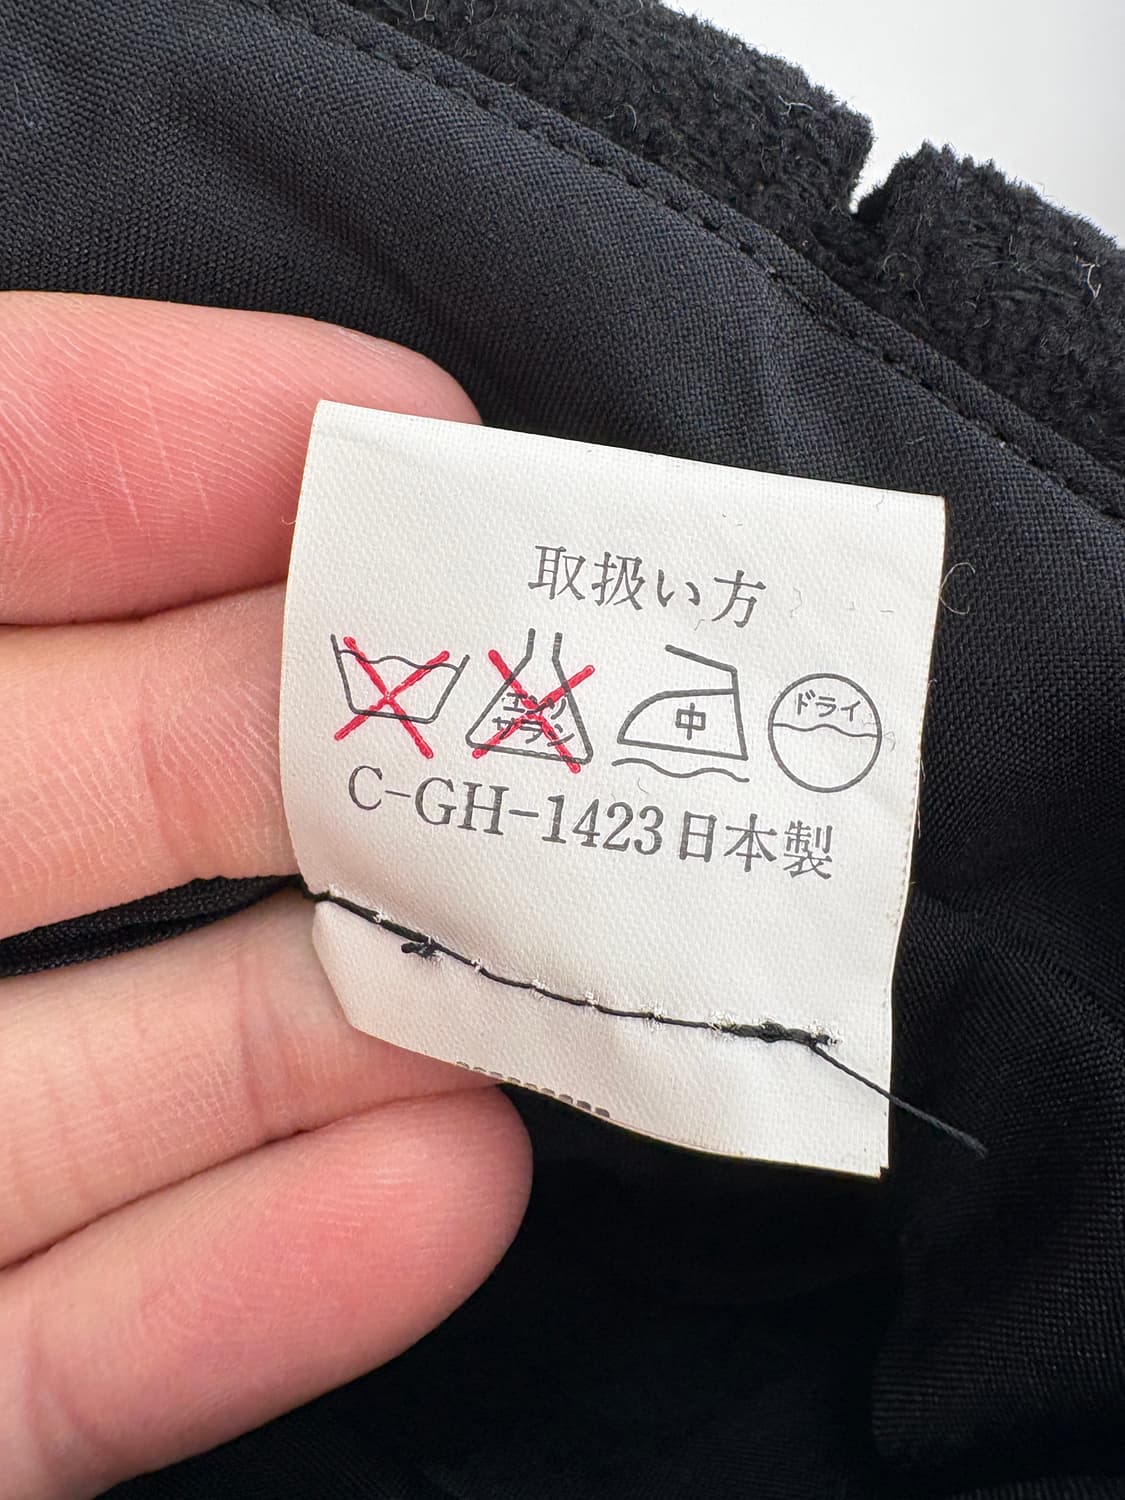 取扱い方
エンソ
サラシ
中
ドライ
C-GH-1423日本製